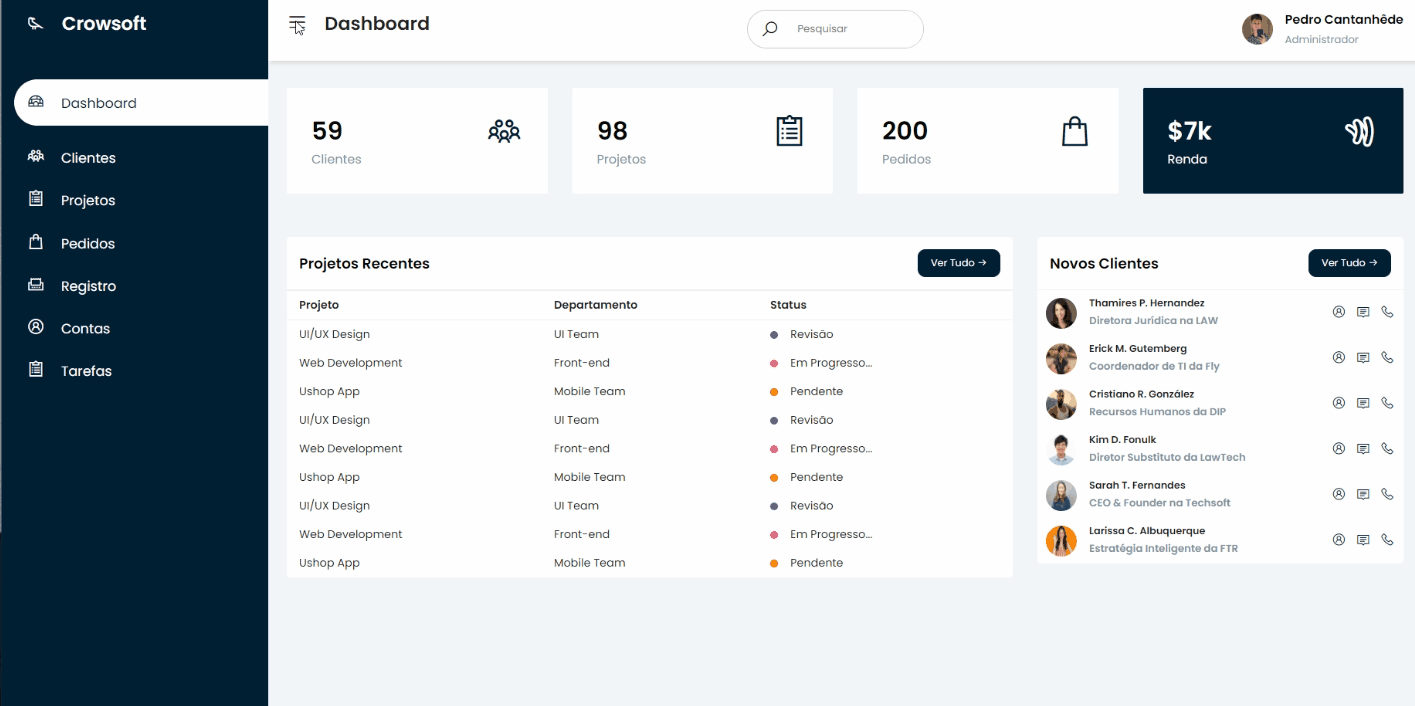 Crowsoft
Dashboard
Pesquisar
Pedro Cantanhêde
Administrador
Dashboard
Clientes
Projetos
Pedidos
Registro
Contas
Tarefas
59
Clientes
98
Projetos
200
Pedidos
$7k
Renda
Projetos Recentes
Ver Tudo →
Projeto Departamento Status
UI/UX Design UI Team Revisão
Web Development Front-end Em Progresso...
Ushop App Mobile Team Pendente
UI/UX Design UI Team Revisão
Web Development Front-end Em Progresso...
Ushop App Mobile Team Pendente
UI/UX Design UI Team Revisão
Web Development Front-end Em Progresso...
Ushop App Mobile Team Pendente
Novos Clientes
Ver Tudo →
Thamires P. Hernandez
Diretora Jurídica na LAW
Erick M. Gutemberg
Coordenador de TI da Fly
Cristiano R. González
Recursos Humanos da DIP
Kim D. Fonulk
Diretor Substituto da LawTech
Sarah T. Fernandes
CEO & Founder na Techsoft
Larissa C. Albuquerque
Estratégia Inteligente da FTR